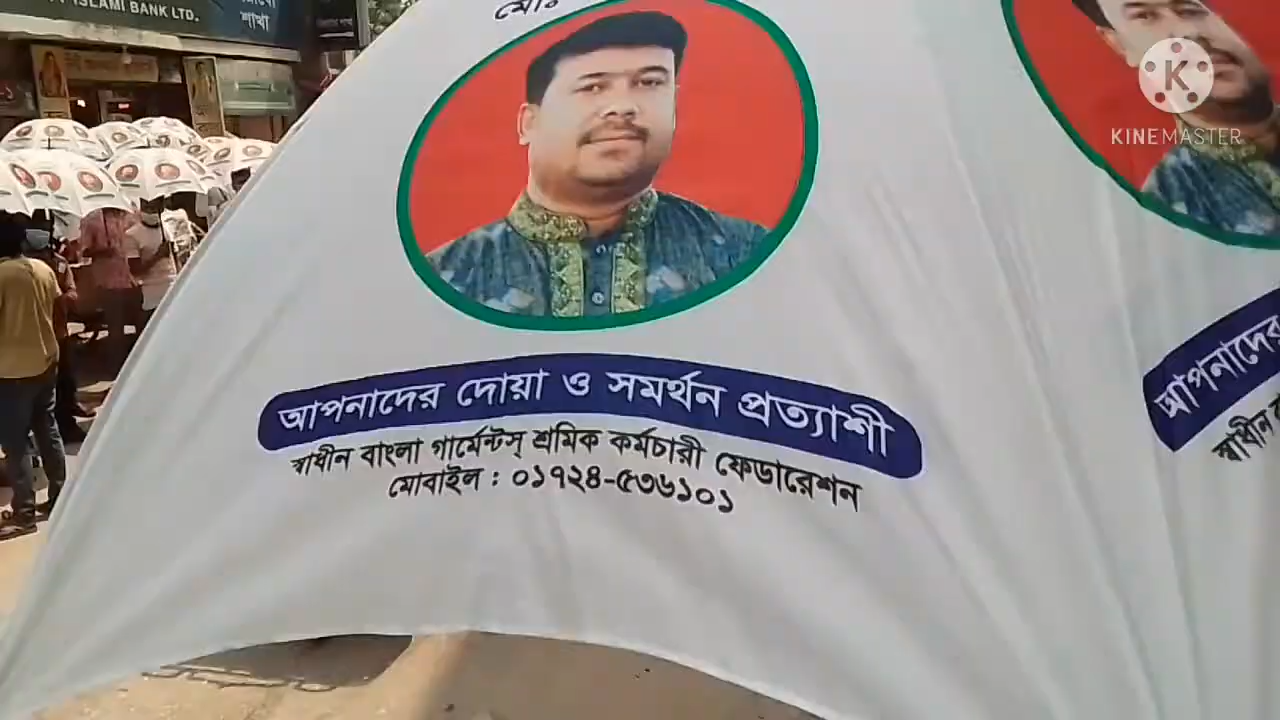 ISLAMI BANK LTD.
শাখা
মোঃ
KINEMASTER
আপনাদের দোয়া ও সমর্থন প্রত্যাশী
স্বাধীন বাংলা গার্মেন্টস্ শ্রমিক কর্মচারী ফেডারেশন
মোবাইল : ০১৭২৪-৫৩৬১০১
আপনাদের
স্বাধীন